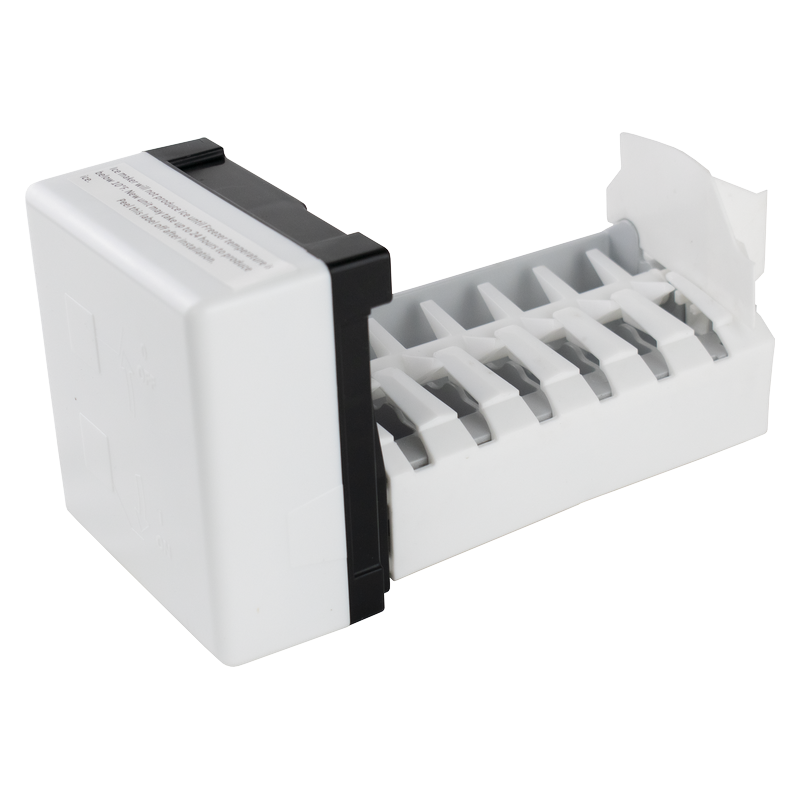 Ice maker will not produce ice until Freezer temperature is
below 10°F. New unit may take up to 24 hours to produce
ice.
Peel this label off after installation.